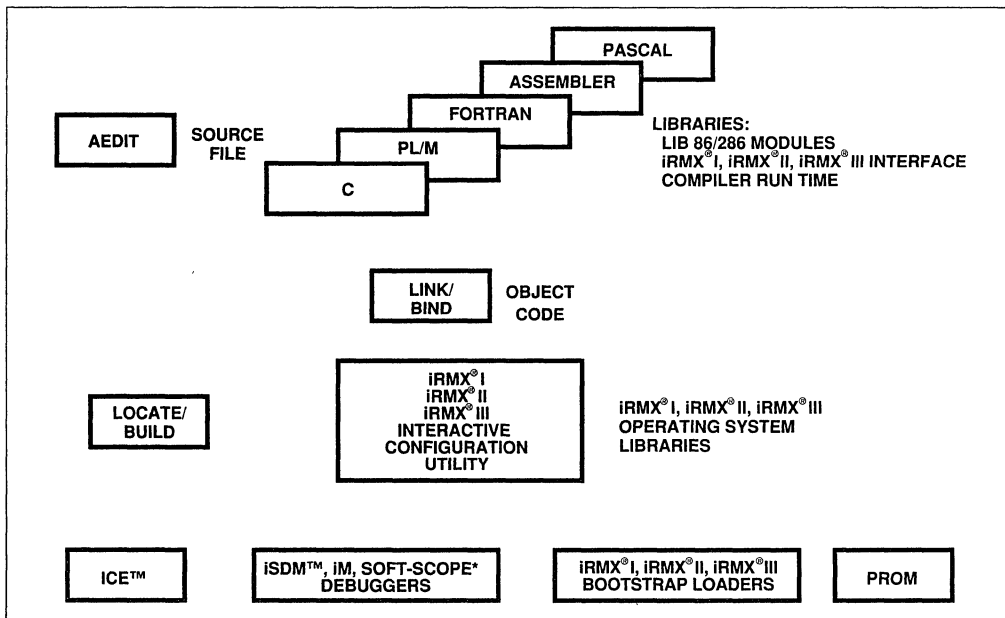 PASCAL
ASSEMBLER
FORTRAN
PL/M
C
AEDIT
SOURCE
FILE
LIBRARIES:
LIB 86/286 MODULES
iRMX® I, iRMX® II, iRMX® III INTERFACE
COMPILER RUN TIME
LINK/
BIND
OBJECT
CODE
LOCATE/
BUILD
iRMX® I
iRMX® II
iRMX® III
INTERACTIVE
CONFIGURATION
UTILITY
iRMX® I, iRMX® II, iRMX® III
OPERATING SYSTEM
LIBRARIES
ICE™
iSDM™, iM, SOFT-SCOPE*
DEBUGGERS
iRMX® I, iRMX® II, iRMX® III
BOOTSTRAP LOADERS
PROM